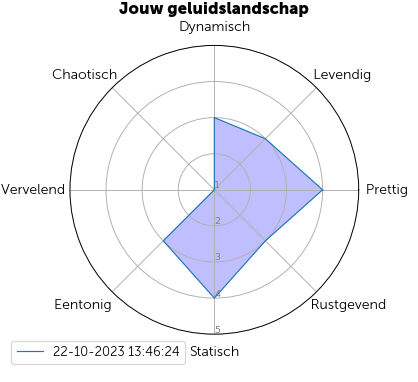 Jouw geluidslandschap
Dynamisch
Chaotisch
Levendig
Vervelend
1
Prettig
2
3
4
Eentonig
Rustgevend
5
22-10-2023 13:46:24
Statisch